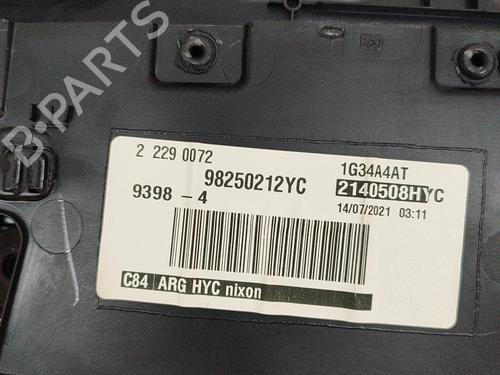 B-PARTS
2 229 0072
1G34A4AT
98250212YC
2140508HYC
9398 - 4
14/07/2021 03:11
C84 ARG HYC nixon